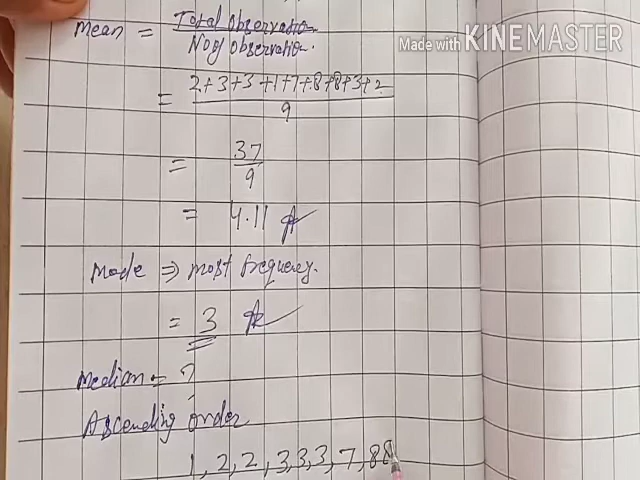 Made with KINEMASTER
Mean = Total Observation
No of Observation.
= 2+3+3+1+7+8+8+3+2
9
= 37
9
= 4.11
Mode ⇒ most frequency.
= 3
Median = ?
Ascending order
1, 2, 2, 3, 3, 3, 7, 8 8